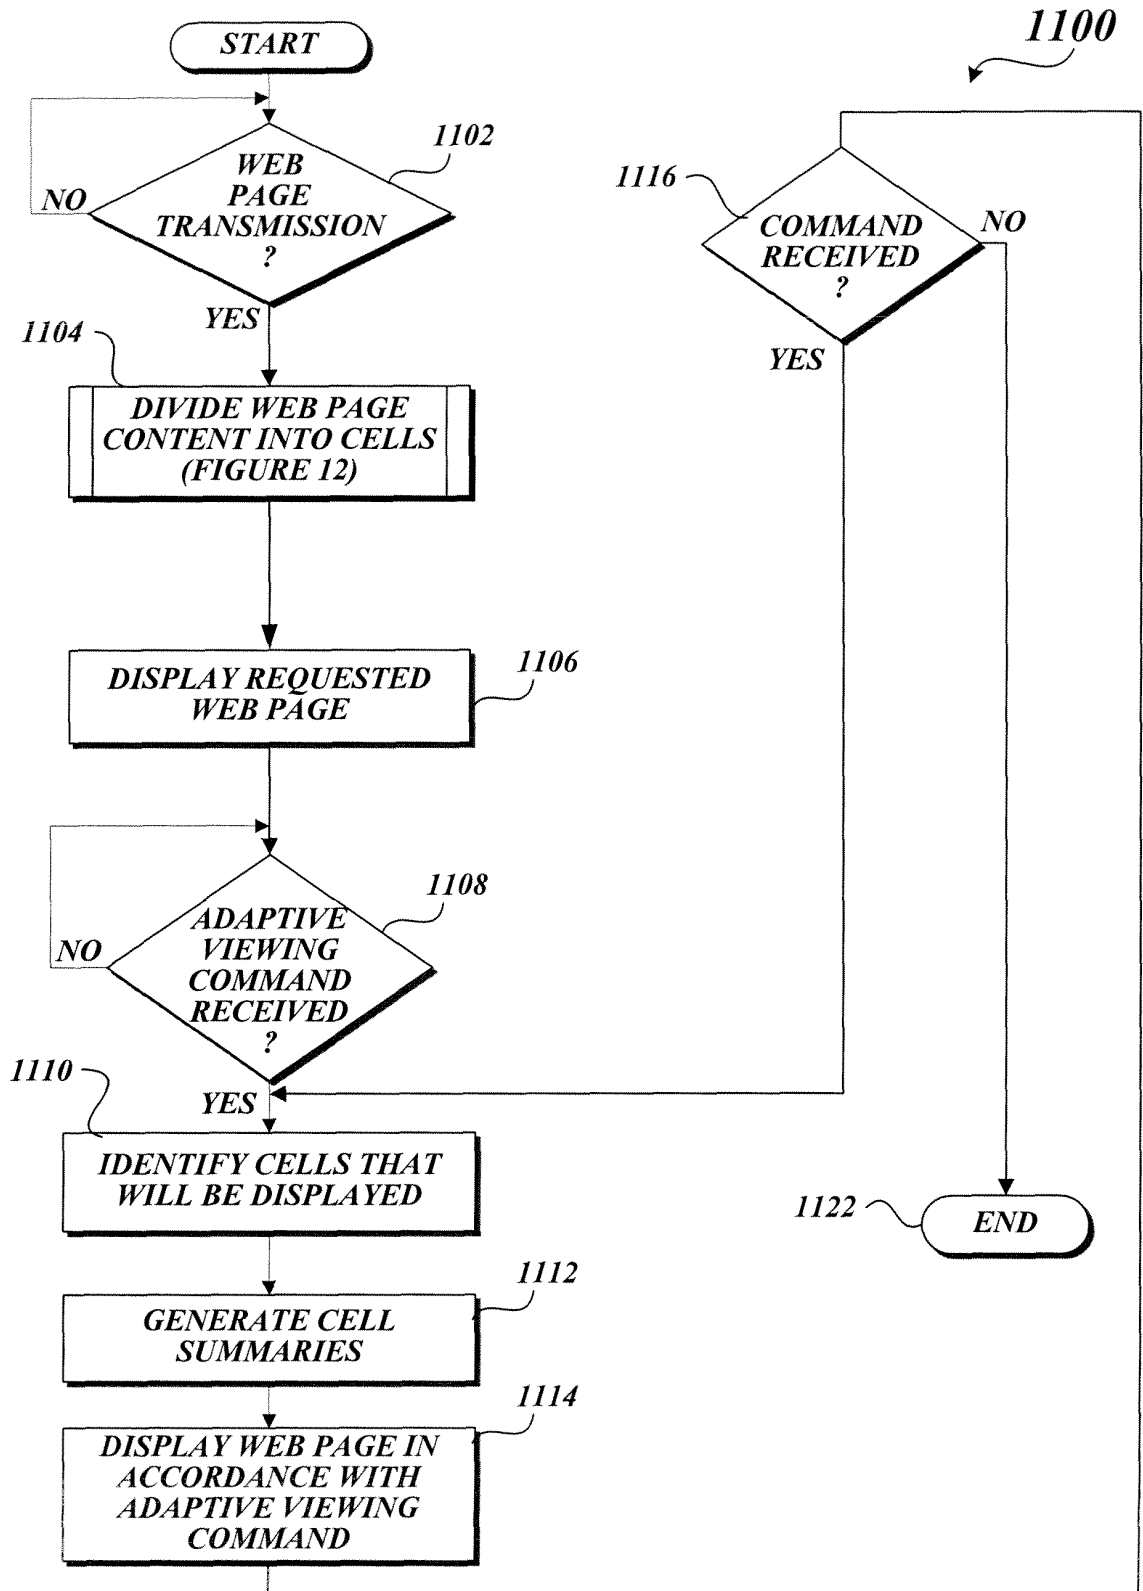 1100
START
1102
WEB
PAGE
TRANSMISSION
?
NO
YES
1104
DIVIDE WEB PAGE
CONTENT INTO CELLS
(FIGURE 12)
1106
DISPLAY REQUESTED
WEB PAGE
1108
ADAPTIVE
VIEWING
COMMAND
RECEIVED
?
NO
YES
1110
IDENTIFY CELLS THAT
WILL BE DISPLAYED
1112
GENERATE CELL
SUMMARIES
1114
DISPLAY WEB PAGE IN
ACCORDANCE WITH
ADAPTIVE VIEWING
COMMAND
1116
COMMAND
RECEIVED
?
NO
YES
1122
END